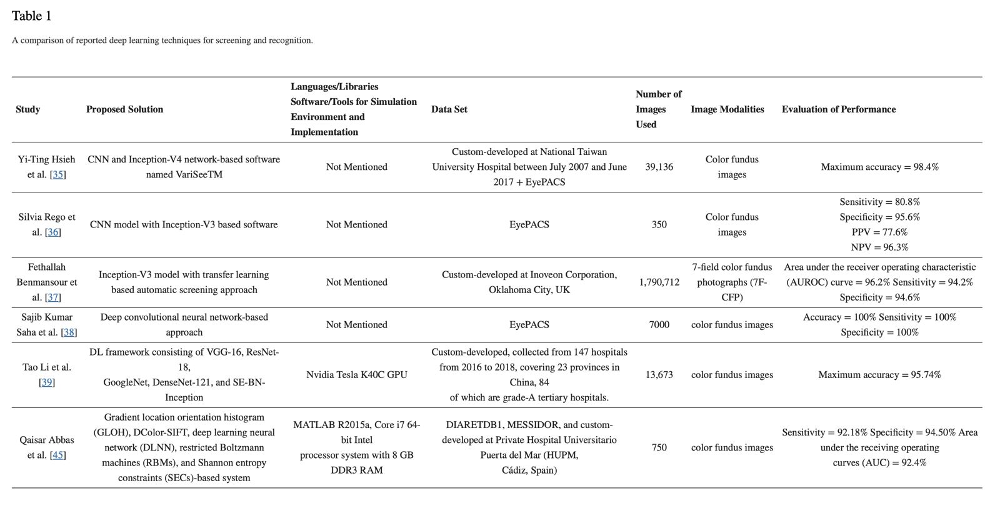 Table 1
A comparison of reported deep learning techniques for screening and recognition.
Study
Proposed Solution
Languages/Libraries
Software/Tools for Simulation
Environment and
Implementation
Data Set
Number of
Images
Used
Image Modalities
Evaluation of Performance
Yi-Ting Hsieh
et al. [35]
CNN and Inception-V4 network-based software
named VariSeeTM
Not Mentioned
Custom-developed at National Taiwan
University Hospital between July 2007 and June
2017 + EyePACS
39,136
Color fundus
images
Maximum accuracy = 98.4%
Silvia Rego et
al. [36]
CNN model with Inception-V3 based software
Not Mentioned
EyePACS
350
Color fundus
images
Sensitivity = 80.8%
Specificity = 95.6%
PPV = 77.6%
NPV = 96.3%
Fethallah
Benmansour et
al. [37]
Inception-V3 model with transfer learning
based automatic screening approach
Not Mentioned
Custom-developed at Inoveon Corporation,
Oklahoma City, UK
1,790,712
7-field color fundus
photographs (7F-
CFP)
Area under the receiver operating characteristic
(AUROC) curve = 96.2% Sensitivity = 94.2%
Specificity = 94.6%
Sajib Kumar
Saha et al. [38]
Deep convolutional neural network-based
approach
Not Mentioned
EyePACS
7000
color fundus images
Accuracy = 100% Sensitivity = 100%
Specificity = 100%
Tao Li et al.
[39]
DL framework consisting of VGG-16, ResNet-
18,
GoogleNet, DenseNet-121, and SE-BN-
Inception
Nvidia Tesla K40C GPU
Custom-developed, collected from 147 hospitals
from 2016 to 2018, covering 23 provinces in
China, 84
of which are grade-A tertiary hospitals.
13,673
color fundus images
Maximum accuracy = 95.74%
Qaisar Abbas
et al. [45]
Gradient location orientation histogram
(GLOH), DColor-SIFT, deep learning neural
network (DLNN), restricted Boltzmann
machines (RBMs), and Shannon entropy
constraints (SECs)-based system
MATLAB R2015a, Core i7 64-
bit Intel
processor system with 8 GB
DDR3 RAM
DIARETDB1, MESSIDOR, and custom-
developed at Private Hospital Universitario
Puerta del Mar (HUPM,
Cádiz, Spain)
750
color fundus images
Sensitivity = 92.18% Specificity = 94.50% Area
under the receiving operating
curves (AUC) = 92.4%